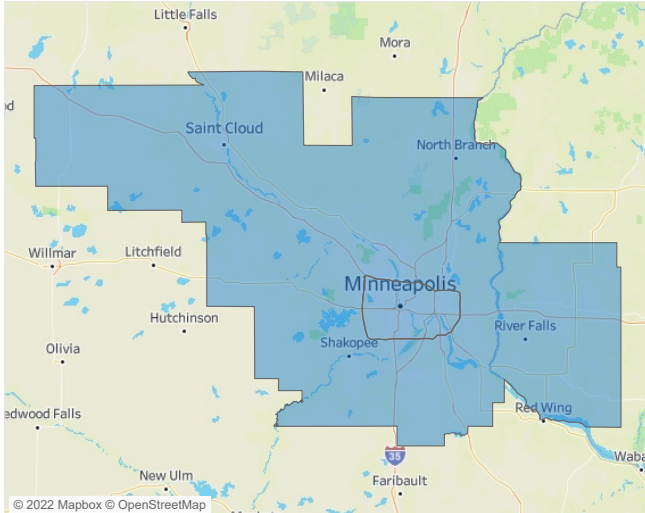 Little Falls
Mora
Milaca
od
Saint Cloud
North Branch
Willmar
Litchfield
Minneapolis
Hutchinson
River Falls
Shakopee
Olivia
edwood Falls
Red Wing
35
Waba
New Ulm
Faribault
© 2022 Mapbox © OpenStreetMap